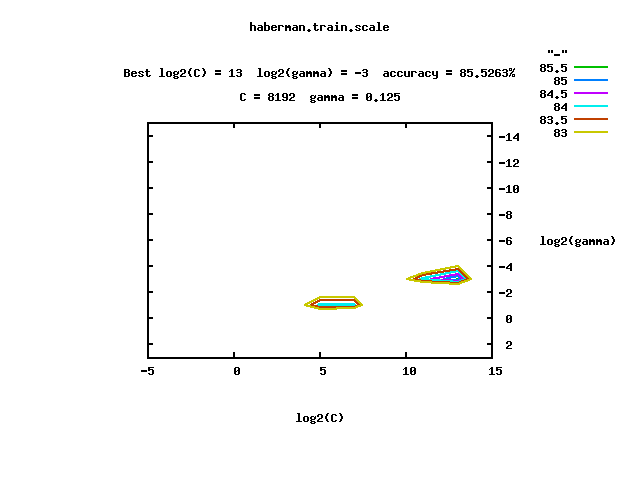 haberman.train.scale
Best log2(C) = 13  log2(gamma) = -3  accuracy = 85.5263%
C = 8192  gamma = 0.125
"-"
85.5
85
84.5
84
83.5
83
-14
-12
-10
-8
-6
-4
-2
0
2
log2(gamma)
-5 0 5 10 15
log2(C)